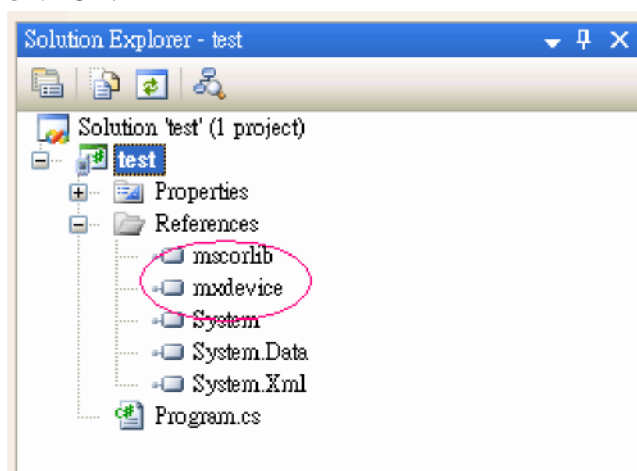 Solution Explorer - test
Solution 'test' (1 project)
test
Properties
References
mscorlib
mxdevice
System
System.Data
System.Xml
Program.cs